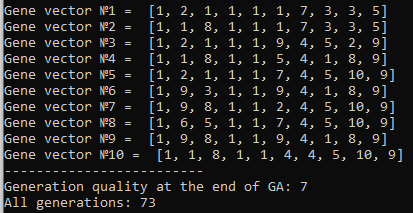 Gene vector №1 =  [1, 2, 1, 1, 1, 1, 7, 3, 3, 5]
Gene vector №2 =  [1, 1, 8, 1, 1, 1, 7, 3, 3, 5]
Gene vector №3 =  [1, 2, 1, 1, 1, 9, 4, 5, 2, 9]
Gene vector №4 =  [1, 1, 8, 1, 1, 5, 4, 1, 8, 9]
Gene vector №5 =  [1, 2, 1, 1, 1, 7, 4, 5, 10, 9]
Gene vector №6 =  [1, 9, 3, 1, 1, 9, 4, 1, 8, 9]
Gene vector №7 =  [1, 9, 8, 1, 1, 2, 4, 5, 10, 9]
Gene vector №8 =  [1, 6, 5, 1, 1, 7, 4, 5, 10, 9]
Gene vector №9 =  [1, 9, 8, 1, 1, 9, 4, 1, 8, 9]
Gene vector №10 =  [1, 1, 8, 1, 1, 4, 4, 5, 10, 9]
-------------------------
Generation quality at the end of GA: 7
All generations: 73